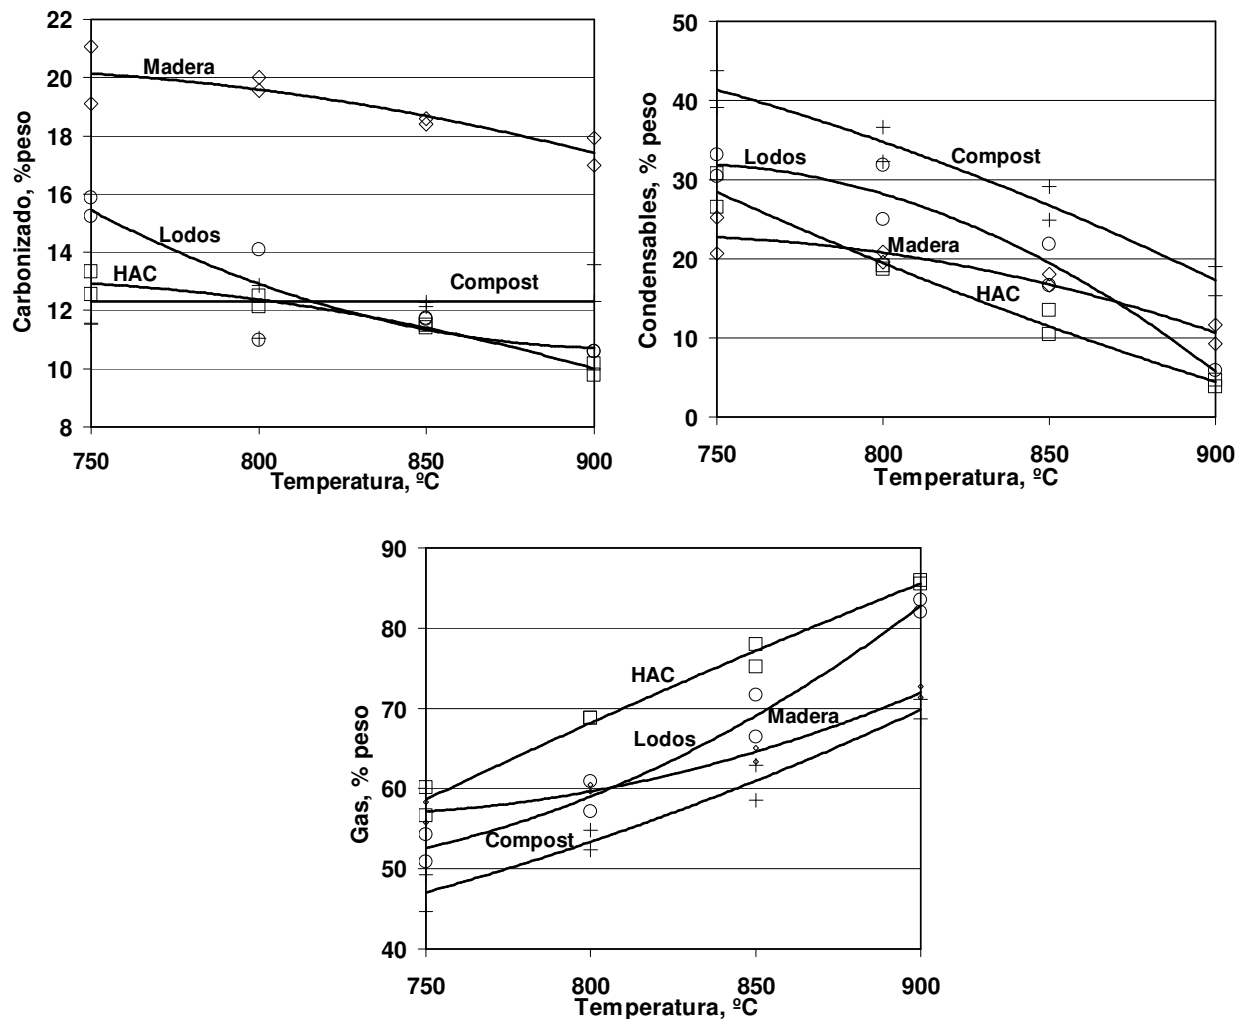 22
20
18
16
14
12
10
8
Carbonizado, %peso
Madera
Lodos
HAC
Compost
750
800
850
900
Temperatura, ºC
50
40
30
20
10
0
Condensables, % peso
Lodos
Compost
Madera
HAC
750
800
850
900
Temperatura, ºC
90
80
70
60
50
40
Gas, % peso
HAC
Madera
Lodos
Compost
750
800
850
900
Temperatura, ºC